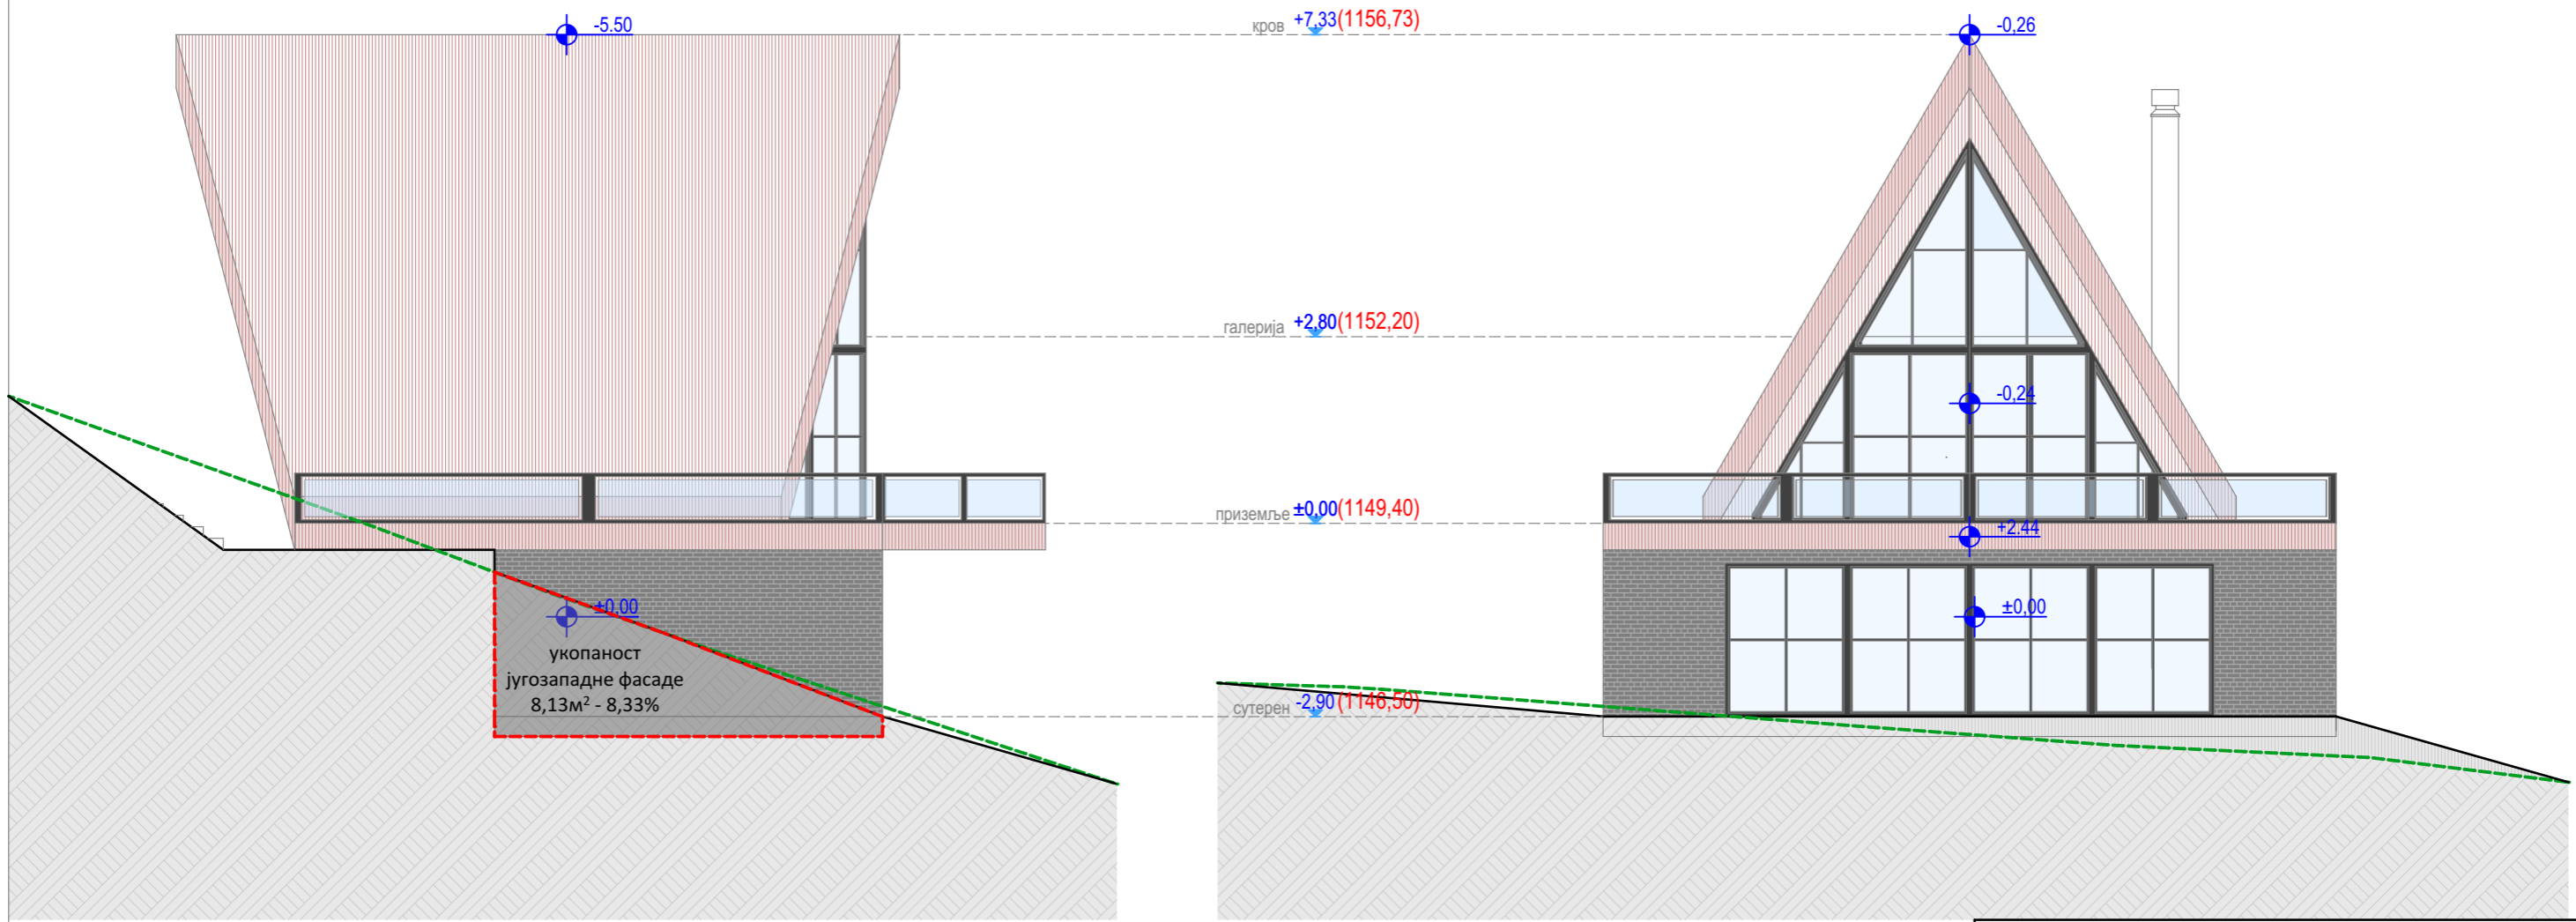 -5.50
кров +7,33(1156,73)
-0,26
галерија +2,80(1152,20)
-0,24
приземље ±0,00(1149,40)
+2.44
±0,00
±0,00
укопаност
југозападне фасаде
8,13м² - 8,33%
сутерен -2,90(1146,50)